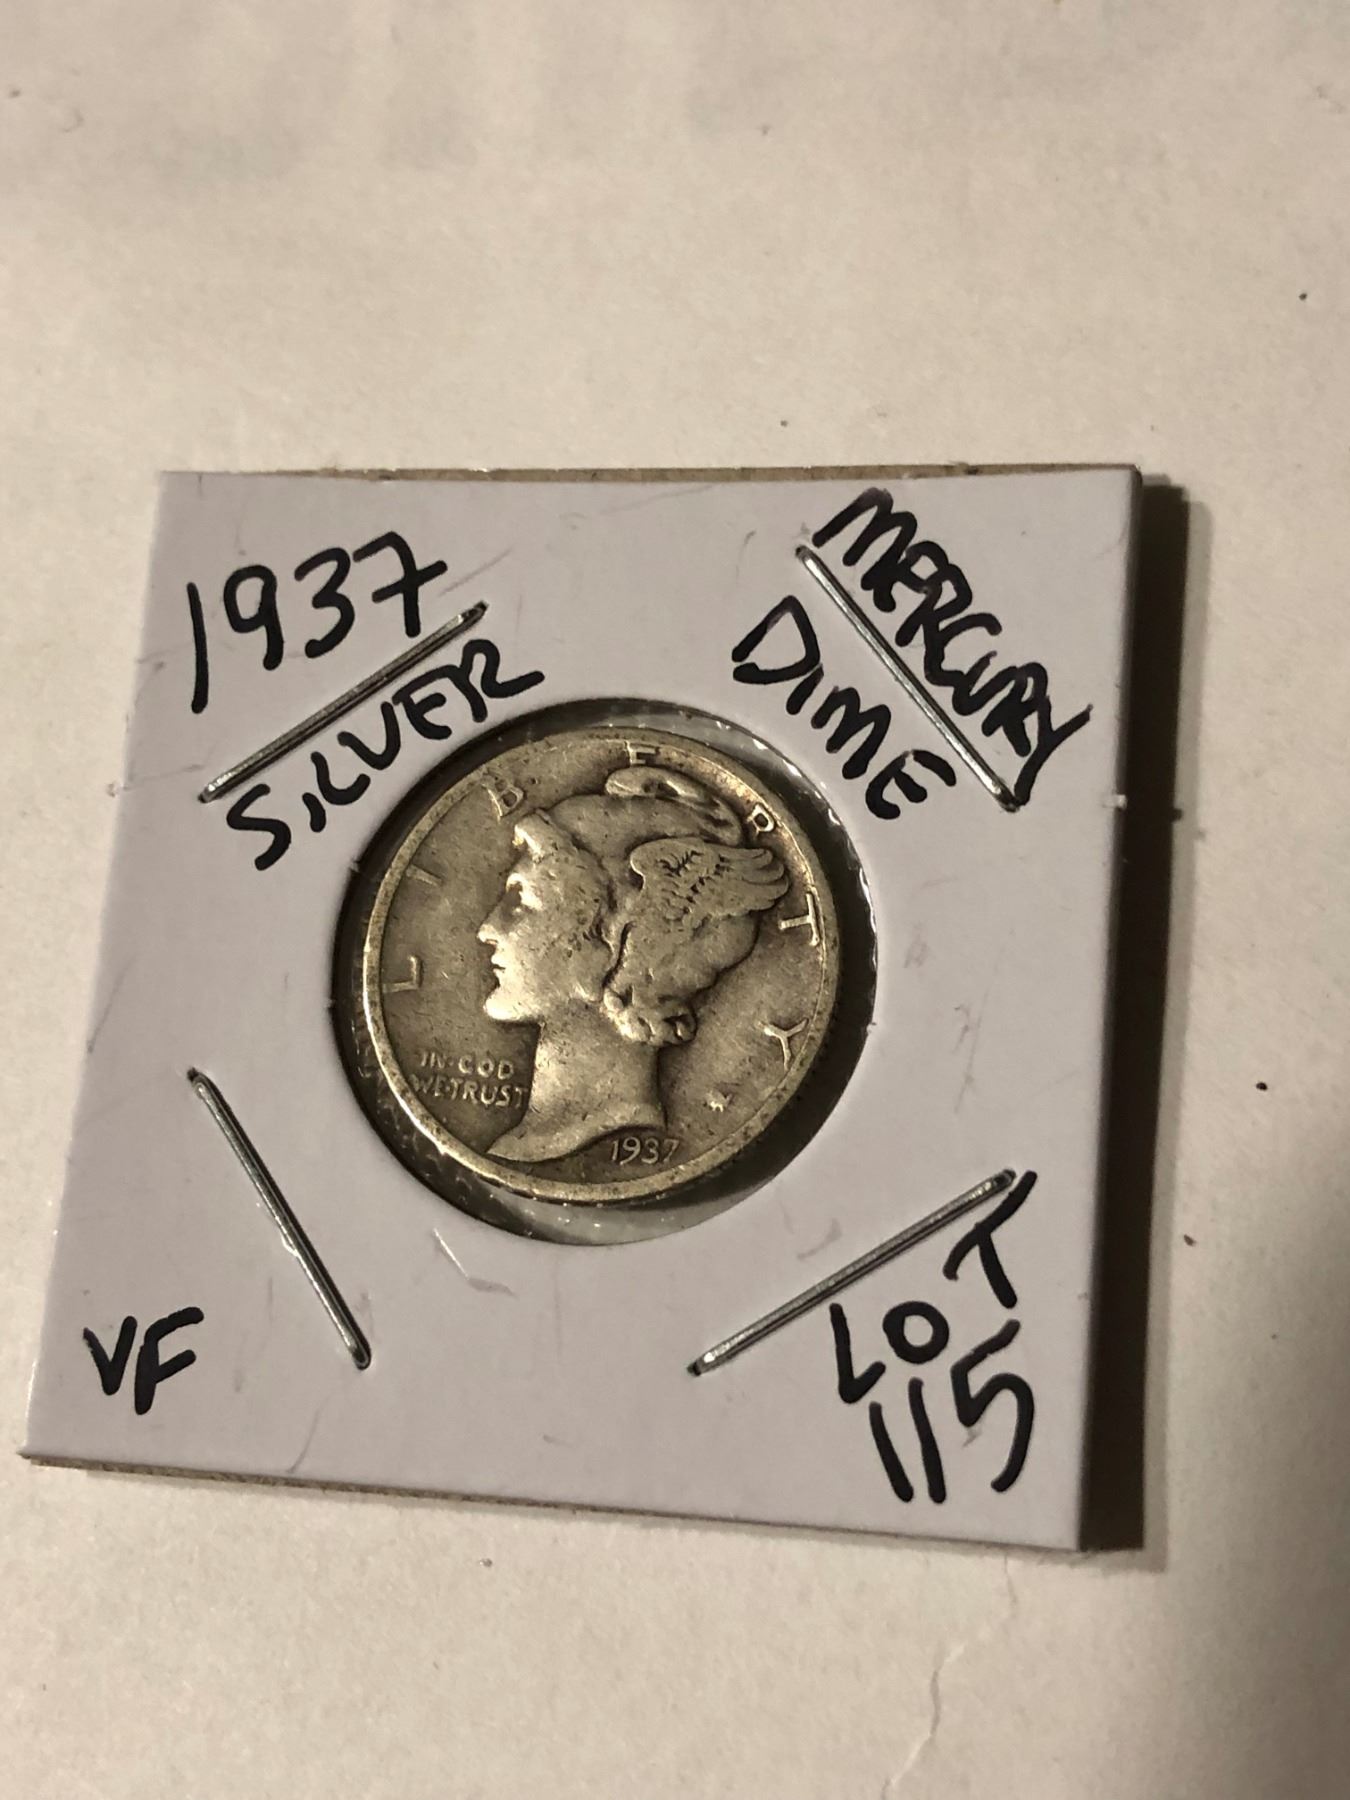 1937
SILVER
MERCURY
DIME
LIBERTY
IN·GOD
WE·TRUST
1937
VF
LOT
115